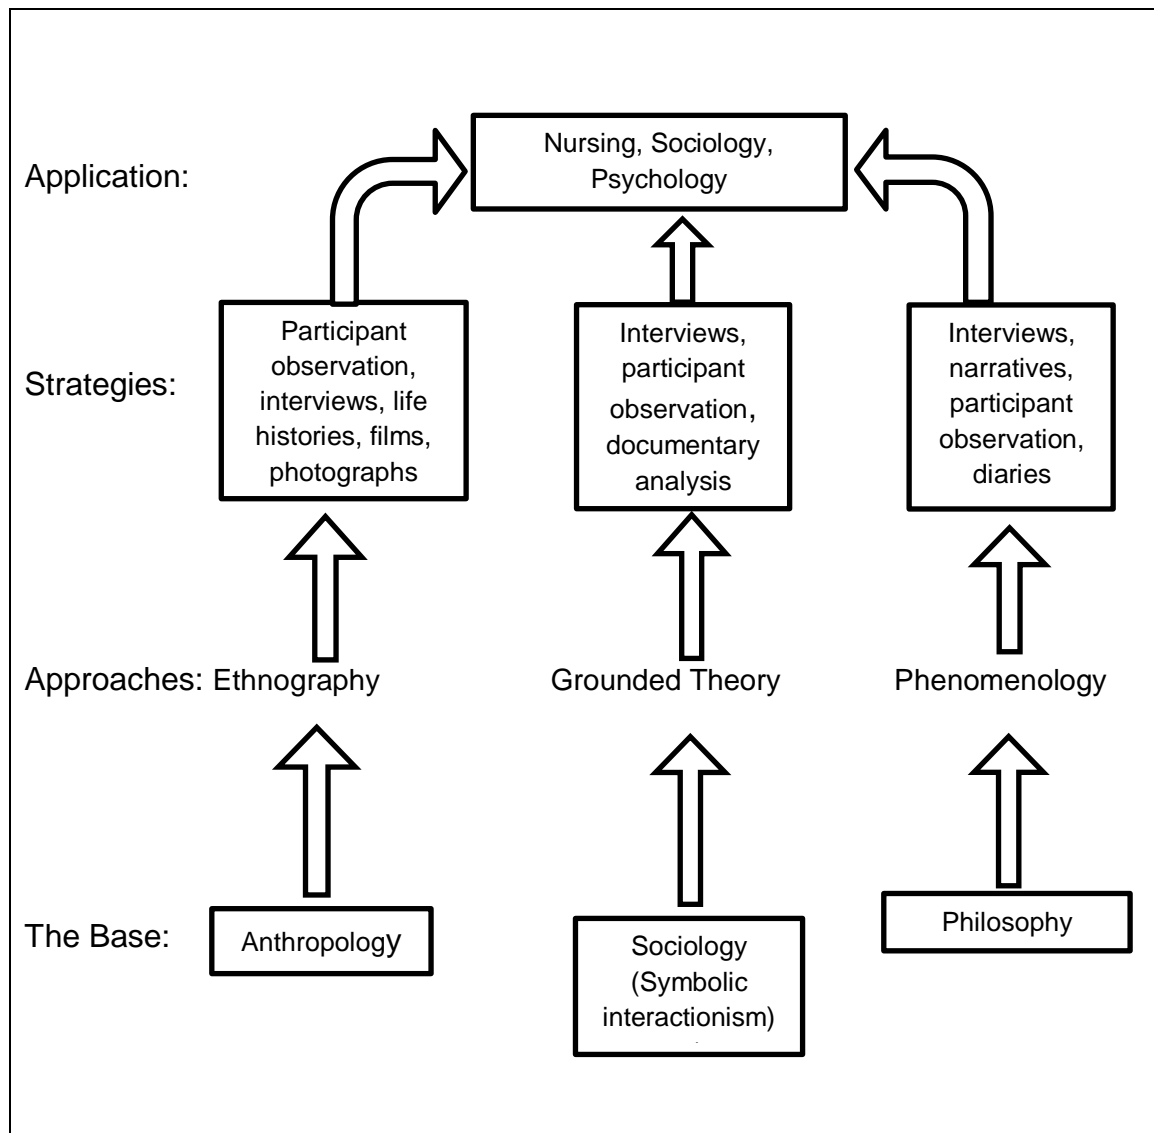 Application:
Nursing, Sociology,
Psychology
Strategies:
Participant
observation,
interviews, life
histories, films,
photographs
Interviews,
participant
observation,
documentary
analysis
Interviews,
narratives,
participant
observation,
diaries
Approaches:
Ethnography
Grounded Theory
Phenomenology
The Base:
Anthropology
Sociology
(Symbolic
interactionism)
Philosophy